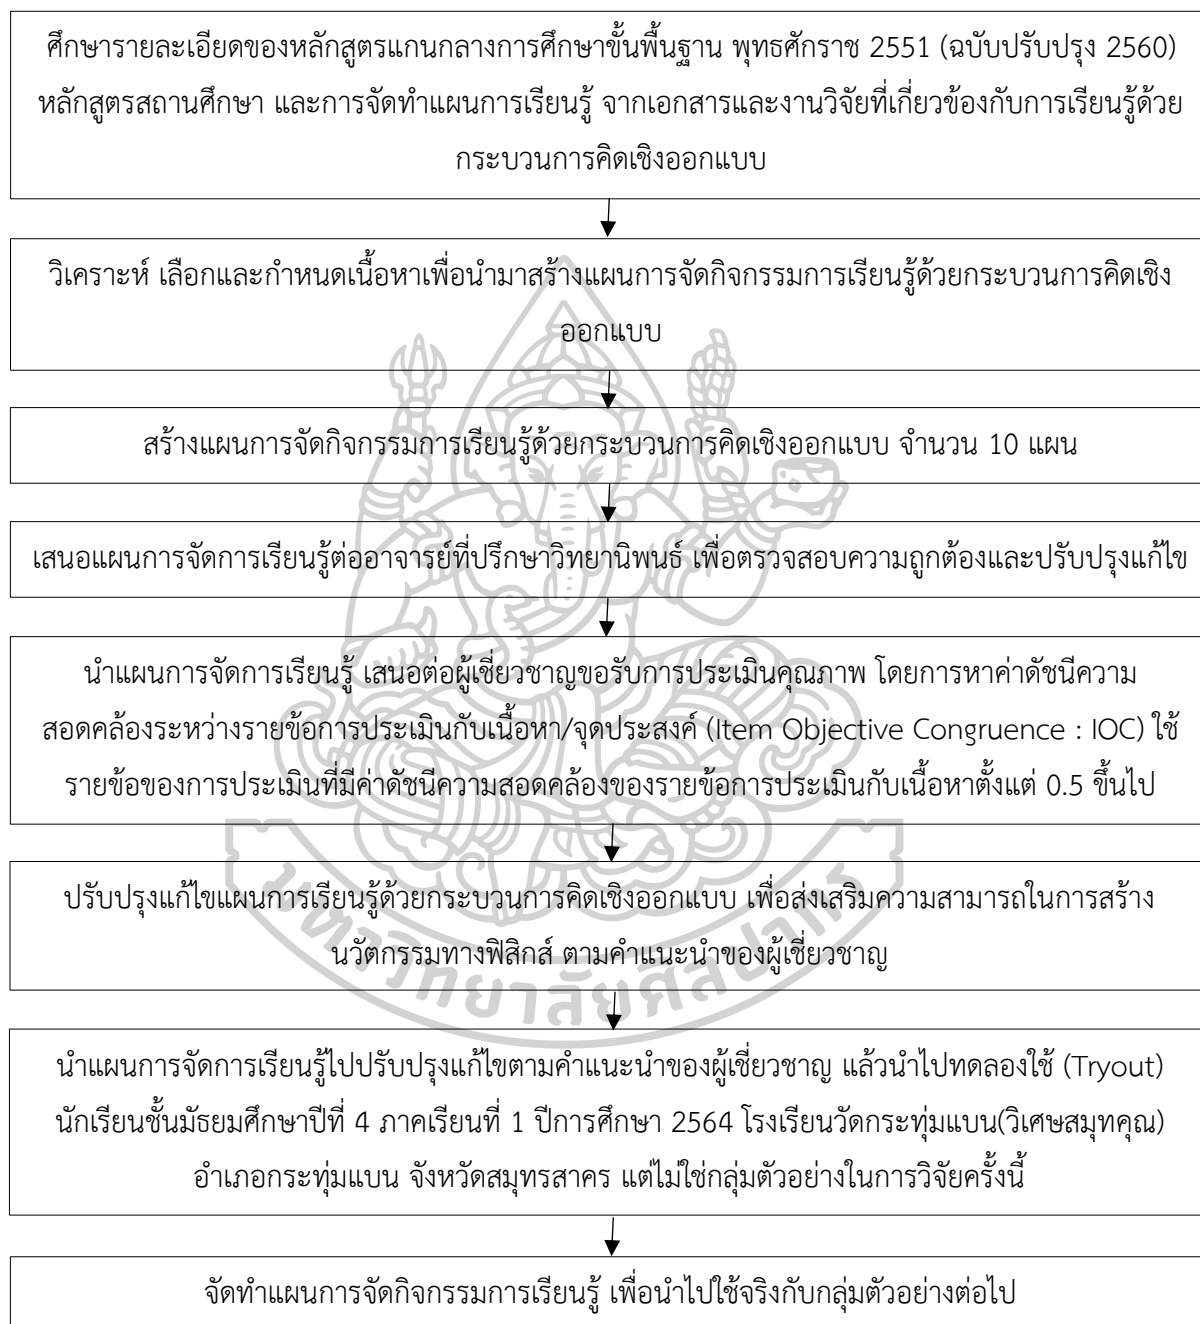 ศึกษารายละเอียดของหลักสูตรแกนกลางการศึกษาขั้นพื้นฐาน พุทธศักราช 2551 (ฉบับปรับปรุง 2560)
หลักสูตรสถานศึกษา และการจัดทำแผนการเรียนรู้ จากเอกสารและงานวิจัยที่เกี่ยวข้องกับการเรียนรู้ด้วย
กระบวนการคิดเชิงออกแบบ
วิเคราะห์ เลือกและกำหนดเนื้อหาเพื่อนำมาสร้างแผนการจัดกิจกรรมการเรียนรู้ด้วยกระบวนการคิดเชิง
ออกแบบ
สร้างแผนการจัดกิจกรรมการเรียนรู้ด้วยกระบวนการคิดเชิงออกแบบ จำนวน 10 แผน
เสนอแผนการจัดการเรียนรู้ต่ออาจารย์ที่ปรึกษาวิทยานิพนธ์ เพื่อตรวจสอบความถูกต้องและปรับปรุงแก้ไข
นำแผนการจัดการเรียนรู้ เสนอต่อผู้เชี่ยวชาญขอรับการประเมินคุณภาพ โดยการหาค่าดัชนีความ
สอดคล้องระหว่างรายข้อการประเมินกับเนื้อหา/จุดประสงค์ (Item Objective Congruence : IOC) ใช้
รายข้อของการประเมินที่มีค่าดัชนีความสอดคล้องของรายข้อการประเมินกับเนื้อหาตั้งแต่ 0.5 ขึ้นไป
ปรับปรุงแก้ไขแผนการเรียนรู้ด้วยกระบวนการคิดเชิงออกแบบ เพื่อส่งเสริมความสามารถในการสร้าง
นวัตกรรมทางฟิสิกส์ ตามคำแนะนำของผู้เชี่ยวชาญ
มหาวิทยาลัยศิลปากร
นำแผนการจัดการเรียนรู้ไปปรับปรุงแก้ไขตามคำแนะนำของผู้เชี่ยวชาญ แล้วนำไปทดลองใช้ (Tryout)
นักเรียนชั้นมัธยมศึกษาปีที่ 4 ภาคเรียนที่ 1 ปีการศึกษา 2564 โรงเรียนวัดกระทุ่มแบน(วิเศษสมุทคุณ)
อำเภอกระทุ่มแบน จังหวัดสมุทรสาคร แต่ไม่ใช่กลุ่มตัวอย่างในการวิจัยครั้งนี้
จัดทำแผนการจัดกิจกรรมการเรียนรู้ เพื่อนำไปใช้จริงกับกลุ่มตัวอย่างต่อไป